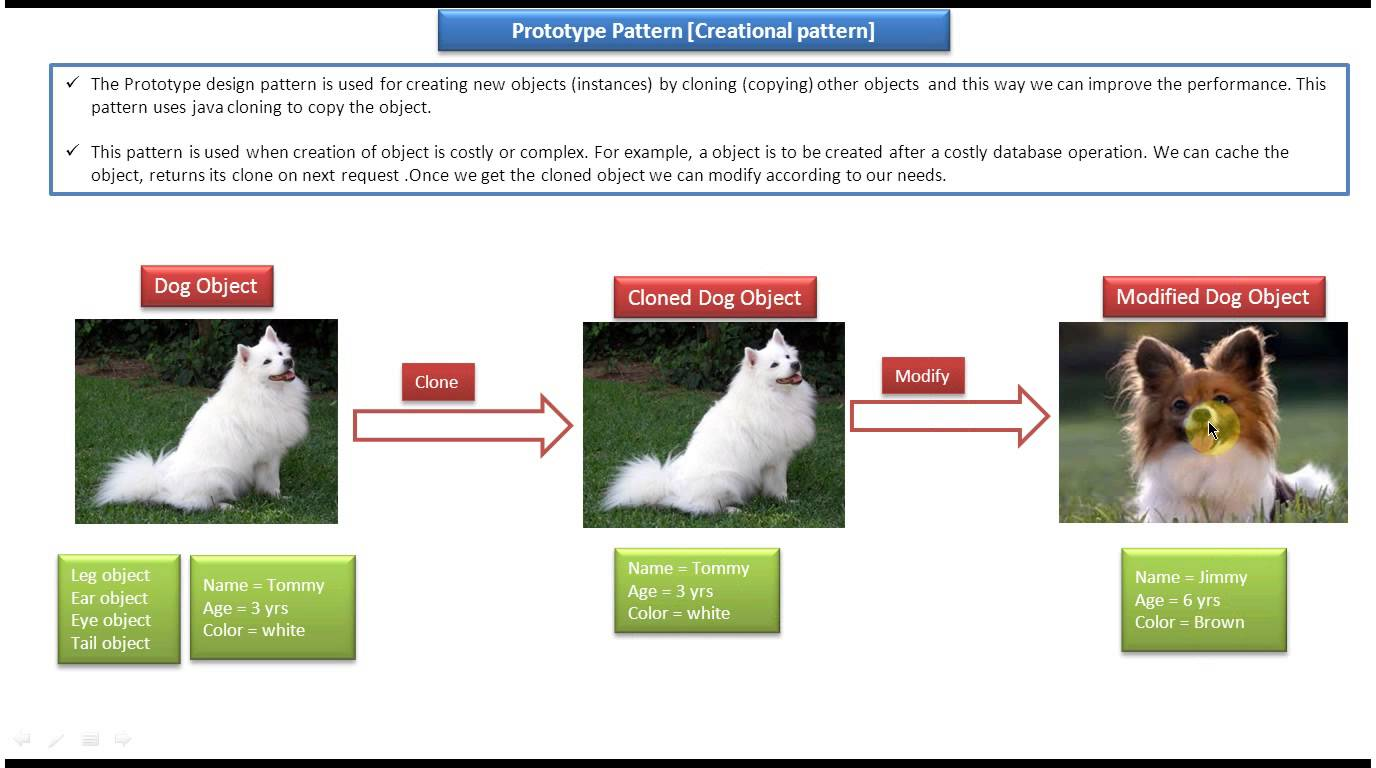 Prototype Pattern [Creational pattern]
✓ The Prototype design pattern is used for creating new objects (instances) by cloning (copying) other objects and this way we can improve the performance. This
pattern uses java cloning to copy the object.
✓ This pattern is used when creation of object is costly or complex. For example, a object is to be created after a costly database operation. We can cache the
object, returns its clone on next request .Once we get the cloned object we can modify according to our needs.
Dog Object
Cloned Dog Object
Modified Dog Object
Clone
Modify
Leg object
Ear object
Eye object
Tail object
Name = Tommy
Age = 3 yrs
Color = white
Name = Tommy
Age = 3 yrs
Color = white
Name = Jimmy
Age = 6 yrs
Color = Brown